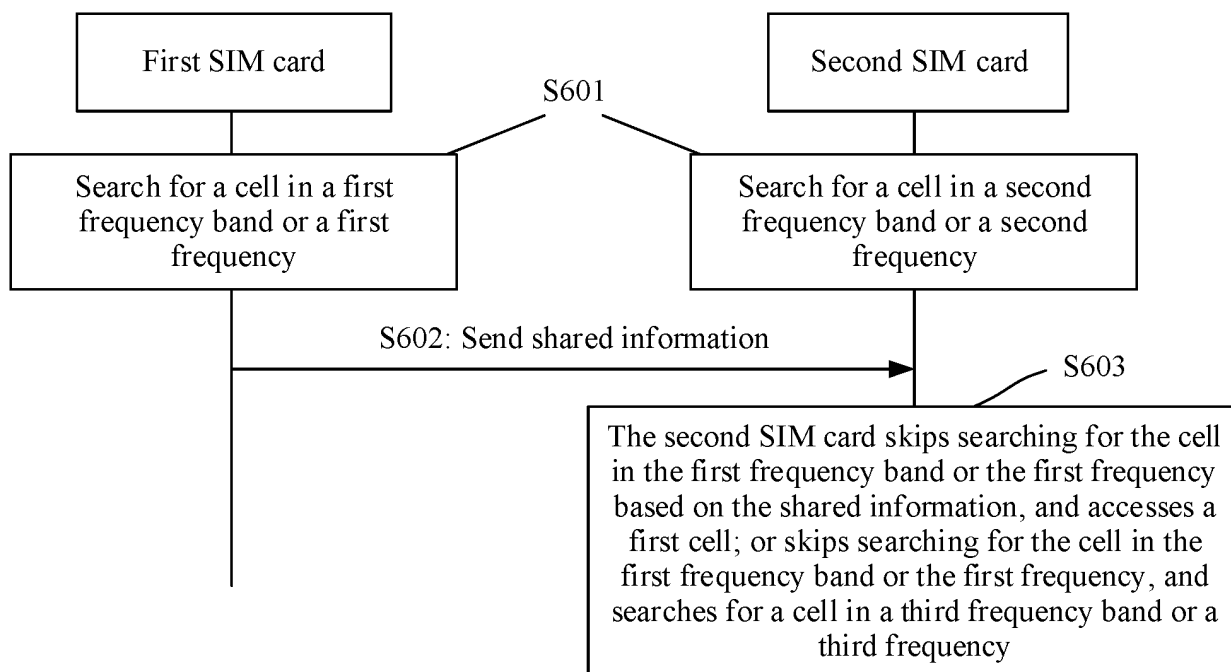 First SIM card
Second SIM card
S601
Search for a cell in a first
frequency band or a first
frequency
Search for a cell in a second
frequency band or a second
frequency
S602: Send shared information
S603
The second SIM card skips searching for the cell
in the first frequency band or the first frequency
based on the shared information, and accesses a
first cell; or skips searching for the cell in the
first frequency band or the first frequency, and
searches for a cell in a third frequency band or a
third frequency